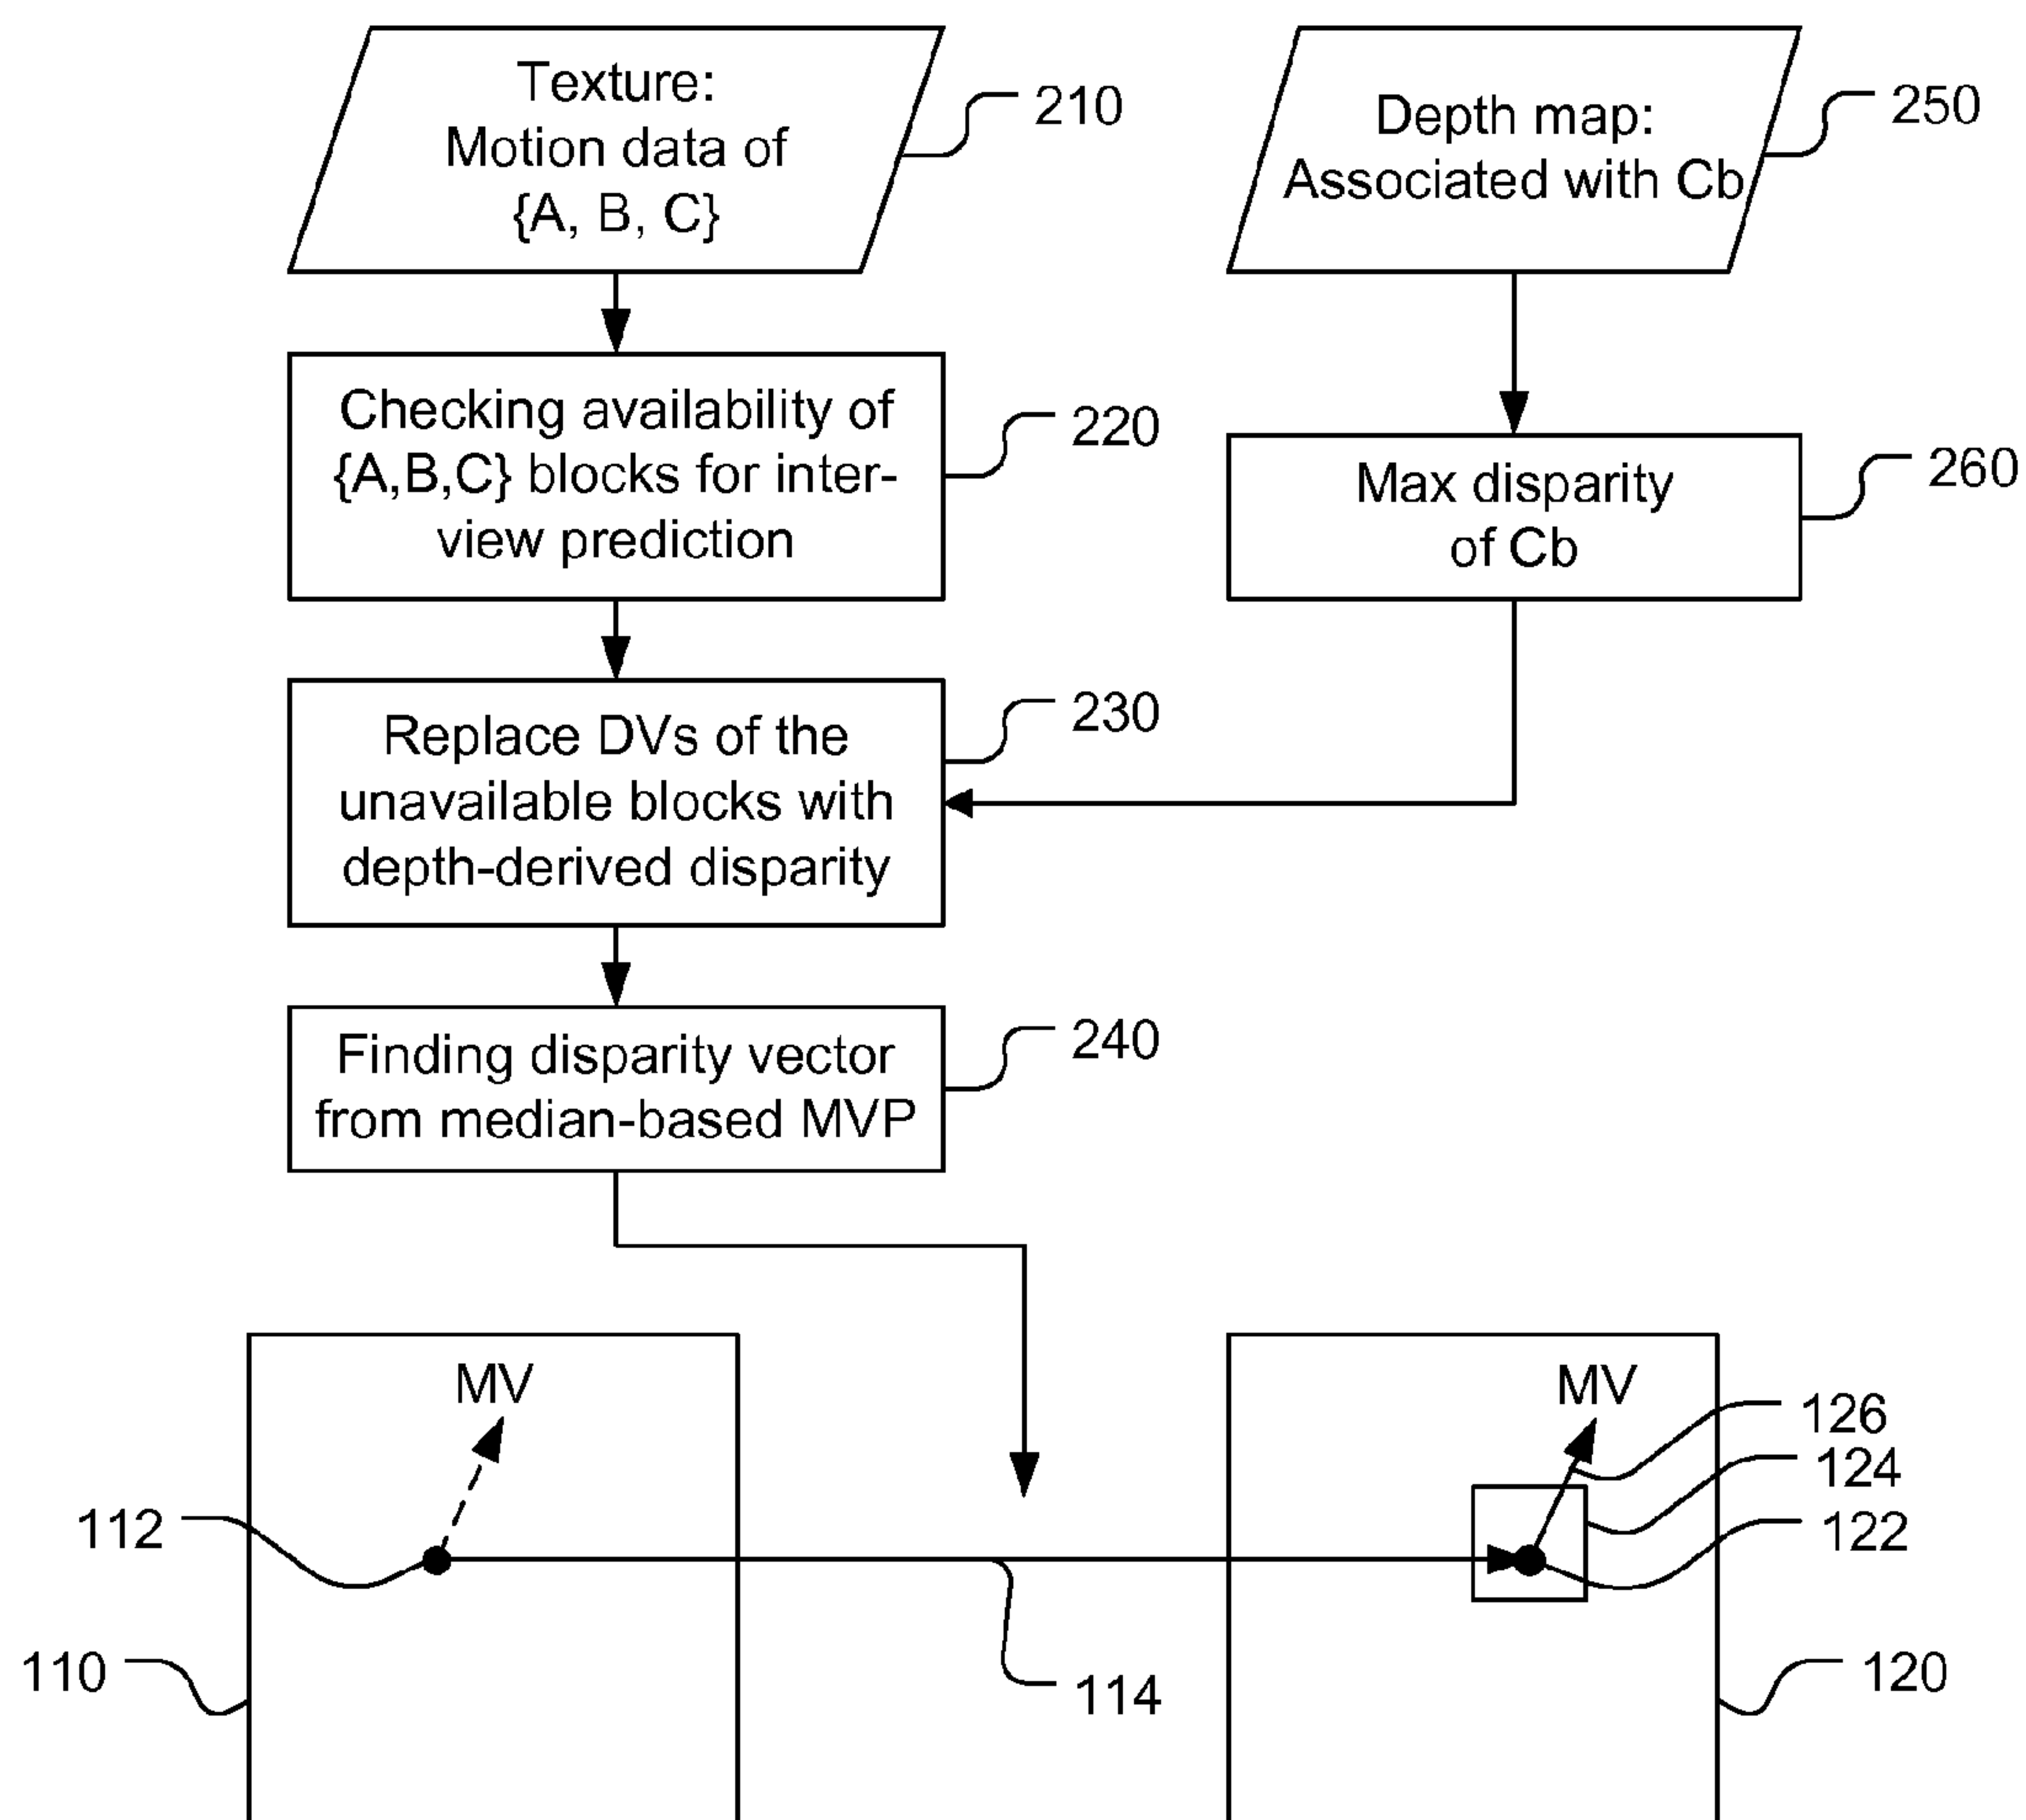 Texture:
Motion data of
{A, B, C}
210
Depth map:
Associated with Cb
250
Checking availability of
{A,B,C} blocks for inter-
view prediction
220
Max disparity
of Cb
260
Replace DVs of the
unavailable blocks with
depth-derived disparity
230
Finding disparity vector
from median-based MVP
240
MV
MV
126
124
122
112
110
114
120